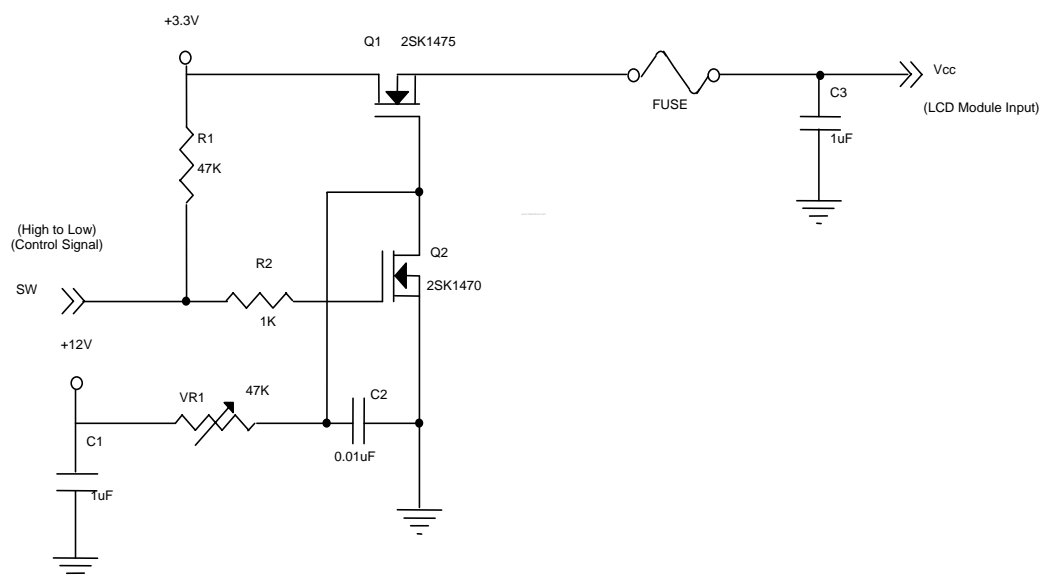 +3.3V
Q1 2SK1475
Vcc
C3
FUSE
(LCD Module Input)
R1
1uF
47K
(High to Low)
(Control Signal)
Q2
R2
2SK1470
SW
1K
+12V
47K
VR1
C2
C1
0.01uF
1uF